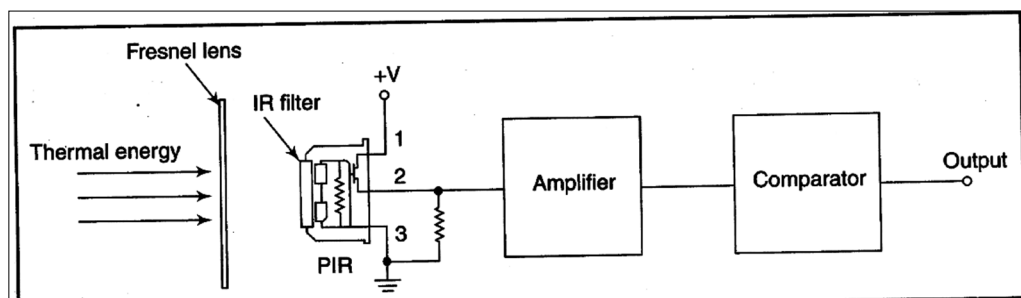 Fresnel lens
+V
IR filter
1
Thermal energy
2
Amplifier
Comparator
Output
3
PIR